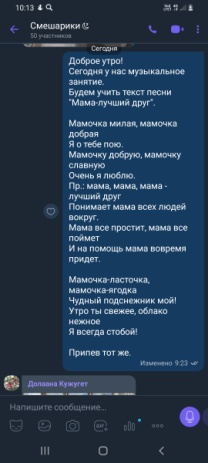 10:13
Смешарики
50 участников
Сегодня
Доброе утро!
Сегодня у нас музыкальное
занятие.
Будем учить текст песни
"Мама-лучший друг".
Мамочка милая, мамочка
добрая
Я о тебе пою.
Мамочку добрую, мамочку
славную
Очень я люблю.
Пр.: мама, мама, мама -
лучший друг
Понимает мама всех людей
вокруг.
Мама все простит, мама все
поймет
И на помощь мама вовремя
придет.
Мамочка-ласточка,
мамочка-ягодка
Чудный подснежник мой!
Утро ты свежее, облако
нежное
Я всегда стобой!
Припев тот же.
Изменено 9:23
Долаана Кужугет
Напишите сообщение...
GIF